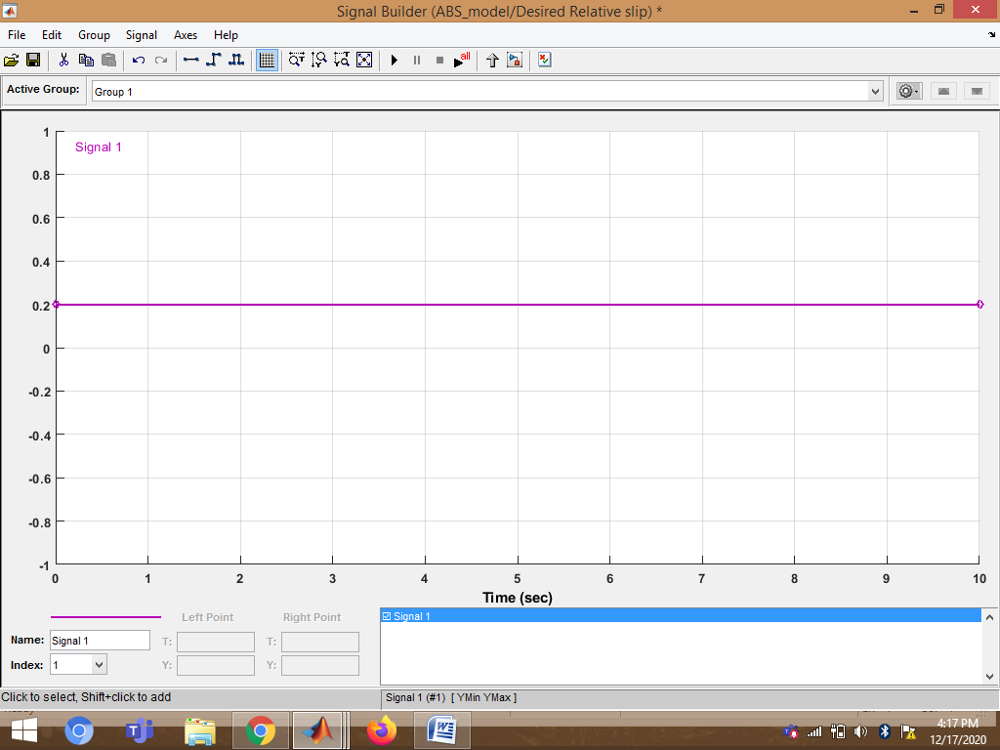 Signal Builder (ABS_model/Desired Relative slip) *
File Edit Group Signal Axes Help
all
Active Group: Group 1
Signal 1
1
0.8
0.6
0.4
0.2
0
-0.2
-0.4
-0.6
-0.8
-1
0 1 2 3 4 5 6 7 8 9 10
Time (sec)
Left Point Right Point
Name: Signal 1 T: T:
Index: 1 Y: Y:
Signal 1
Click to select, Shift+click to add
Signal 1 (#1) [ YMin YMax ]
4:17 PM
12/17/2020